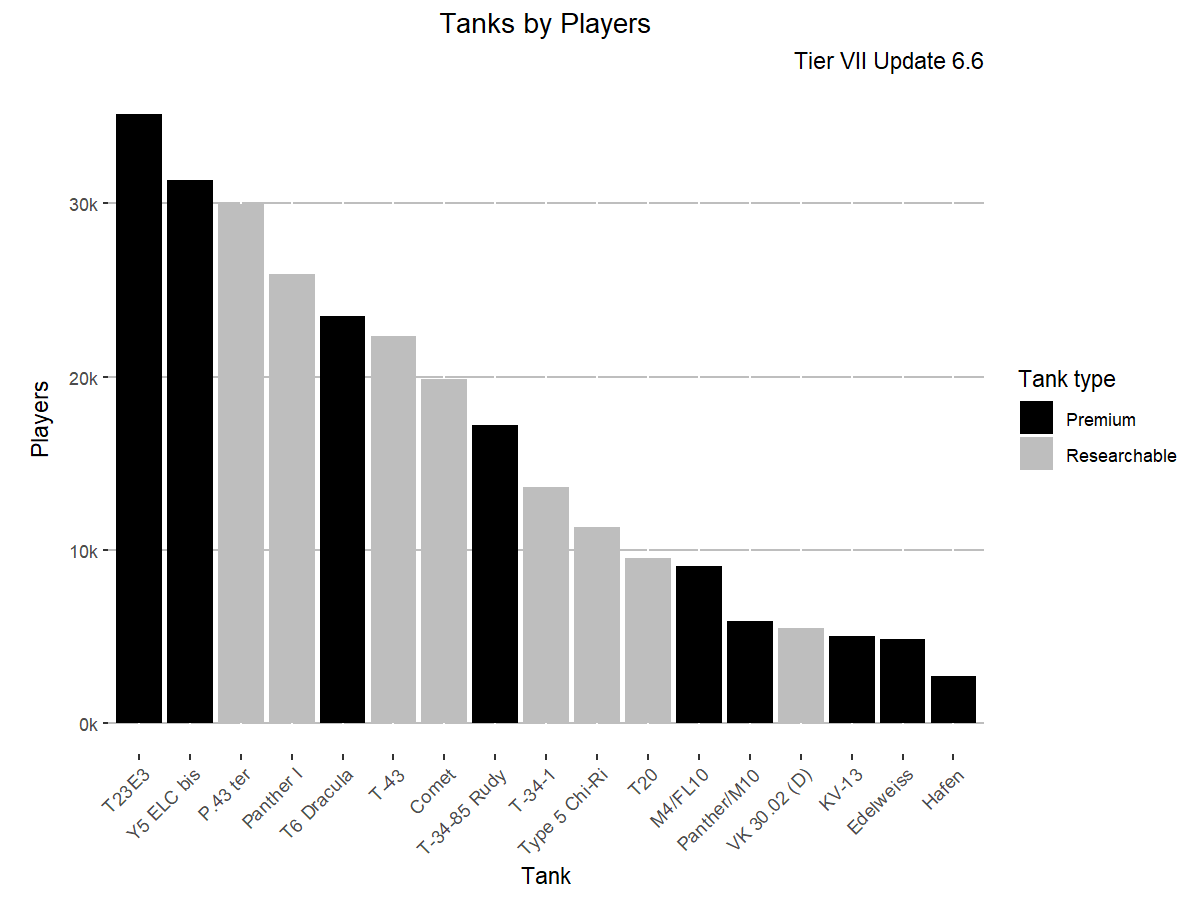 Tanks by Players
Tier VII Update 6.6
Players
30k
20k
10k
0k
T23E3
Y5 ELC bis
P.43 ter
Panther I
T6 Dracula
T-43
Comet
T-34-85 Rudy
T-34-1
Type 5 Chi-Ri
T20
M4/FL10
Panther/M10
VK 30.02 (D)
KV-13
Edelweiss
Hafen
Tank
Tank type
Premium
Researchable